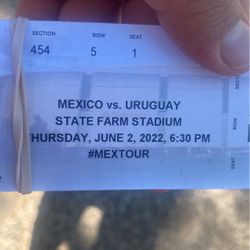 SECTION ROW SEAT
454 5 1
MEXICO vs. URUGUAY
STATE FARM STADIUM
THURSDAY, JUNE 2, 2022, 6:30 PM
#MEXTOUR